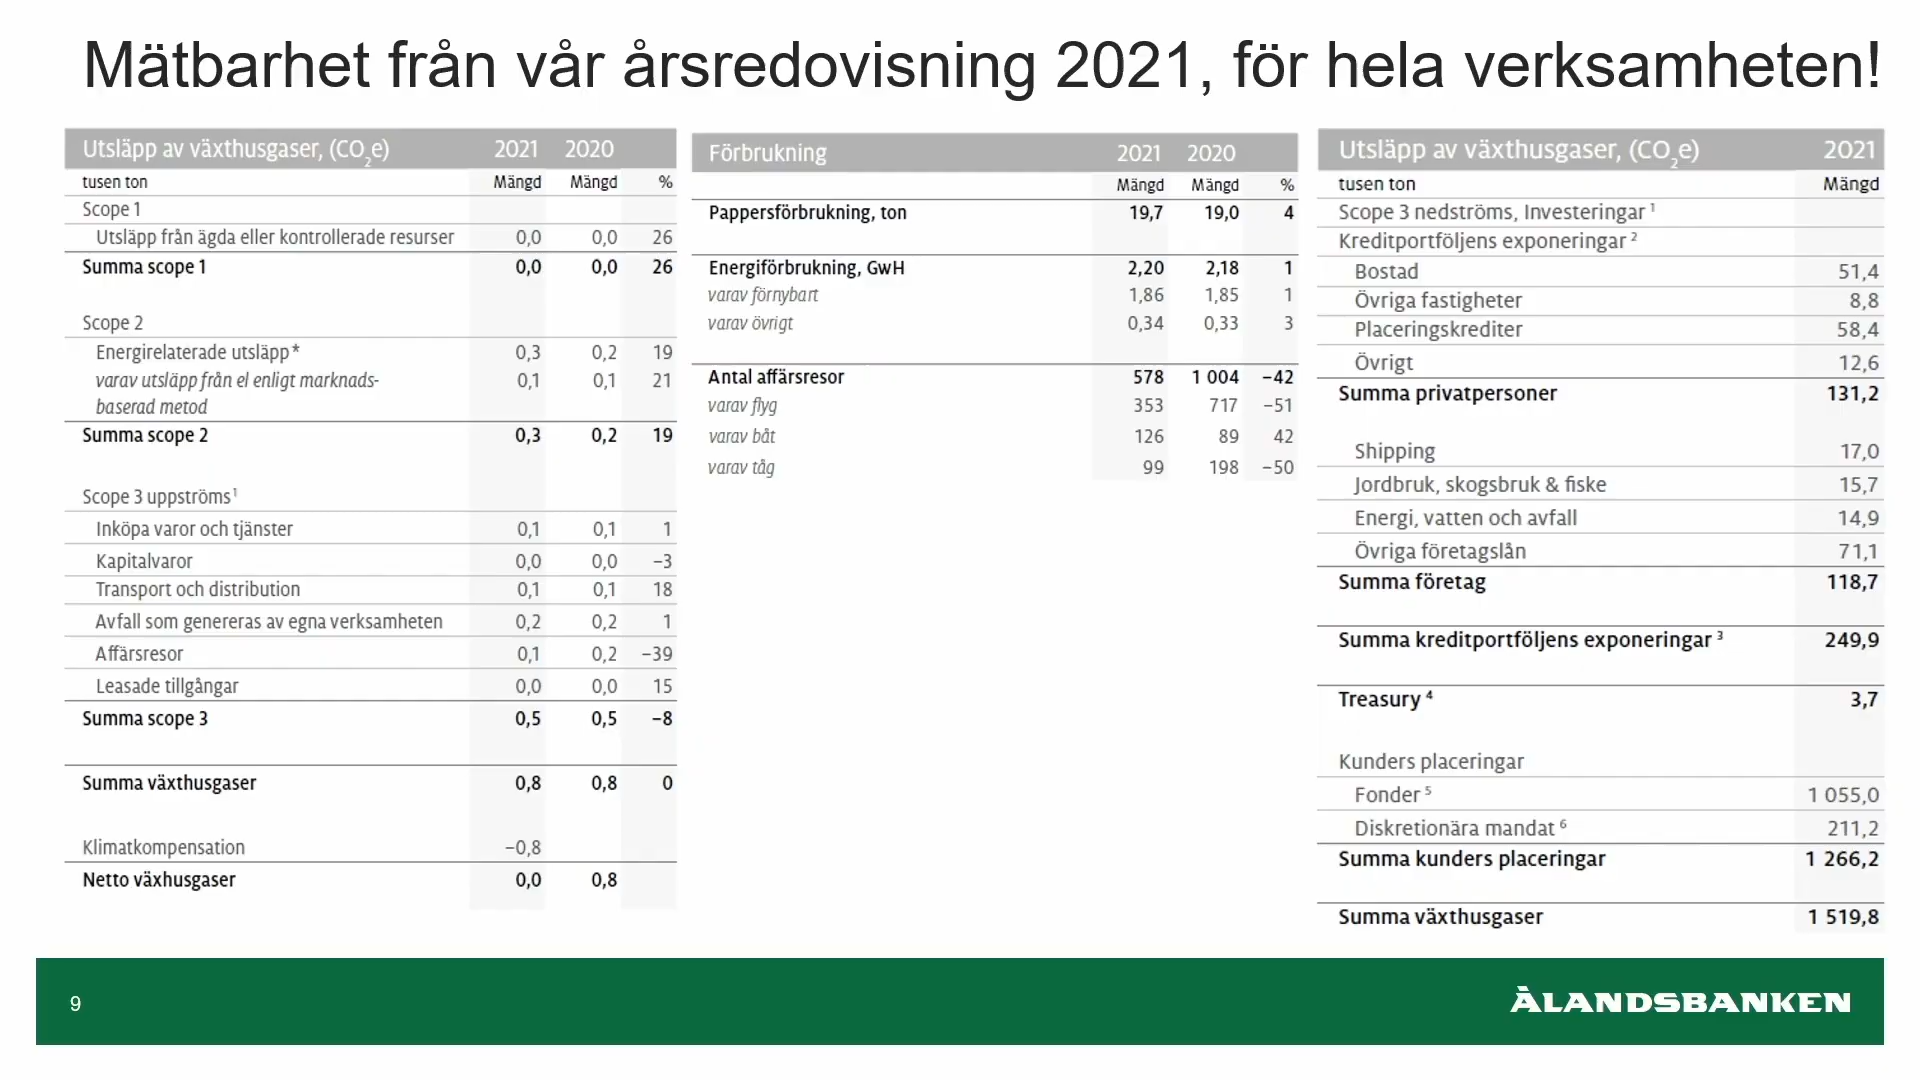 Mätbarhet från vår årsredovisning 2021, för hela verksamheten!
Utsläpp av växthusgaser, (CO₂e) 2021 2020
tusen ton Mängd Mängd %
Scope 1
Utsläpp från ägda eller kontrollerade resurser 0,0 0,0 26
Summa scope 1 0,0 0,0 26
Scope 2
Energirelaterade utsläpp* 0,3 0,2 19
varav utsläpp från el enligt marknads-
baserad metod 0,1 0,1 21
Summa scope 2 0,3 0,2 19
Scope 3 uppströms¹
Inköpa varor och tjänster 0,1 0,1 1
Kapitalvaror 0,0 0,0 −3
Transport och distribution 0,1 0,1 18
Avfall som genereras av egna verksamheten 0,2 0,2 1
Affärsresor 0,1 0,2 −39
Leasade tillgångar 0,0 0,0 15
Summa scope 3 0,5 0,5 −8
Summa växthusgaser 0,8 0,8 0
Klimatkompensation −0,8
Netto växhusgaser 0,0 0,8
Förbrukning 2021 2020
Mängd Mängd %
Pappersförbrukning, ton 19,7 19,0 4
Energiförbrukning, GwH 2,20 2,18 1
varav förnybart 1,86 1,85 1
varav övrigt 0,34 0,33 3
Antal affärsresor 578 1 004 −42
varav flyg 353 717 −51
varav båt 126 89 42
varav tåg 99 198 −50
Utsläpp av växthusgaser, (CO₂e) 2021
tusen ton Mängd
Scope 3 nedströms, Investeringar ¹
Kreditportföljens exponeringar ²
Bostad 51,4
Övriga fastigheter 8,8
Placeringskrediter 58,4
Övrigt 12,6
Summa privatpersoner 131,2
Shipping 17,0
Jordbruk, skogsbruk & fiske 15,7
Energi, vatten och avfall 14,9
Övriga företagslån 71,1
Summa företag 118,7
Summa kreditportföljens exponeringar ³ 249,9
Treasury ⁴ 3,7
Kunders placeringar
Fonder ⁵ 1 055,0
Diskretionära mandat ⁶ 211,2
Summa kunders placeringar 1 266,2
Summa växthusgaser 1 519,8
9
ÅLANDSBANKEN